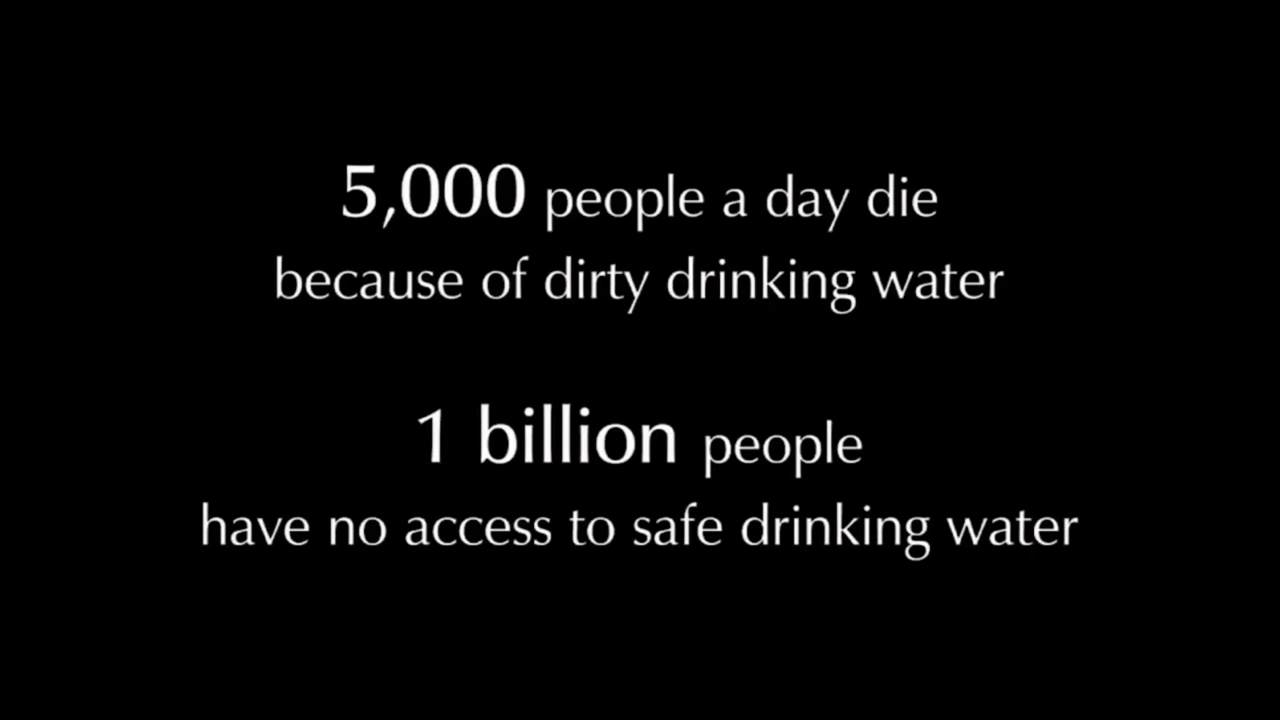 5,000 people a day die
because of dirty drinking water
1 billion people
have no access to safe drinking water